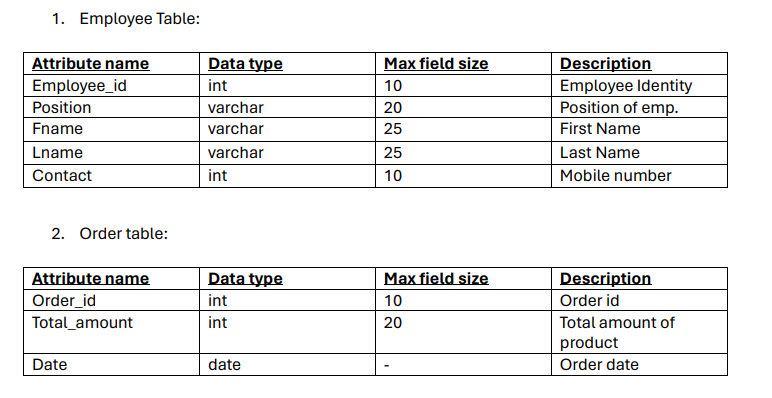 1. Employee Table:
Attribute name Data type Max field size Description
Employee_id int 10 Employee Identity
Position varchar 20 Position of emp.
Fname varchar 25 First Name
Lname varchar 25 Last Name
Contact int 10 Mobile number
2. Order table:
Attribute name Data type Max field size Description
Order_id int 10 Order id
Total_amount int 20 Total amount of
product
Date date - Order date